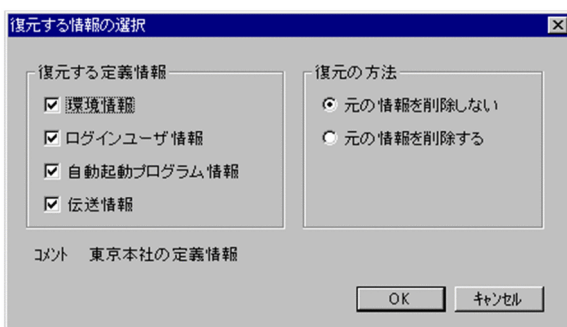 復元する情報の選択
復元する定義情報
環境情報
ログインユーザ情報
自動起動プログラム情報
伝送情報
復元の方法
元の情報を削除しない
元の情報を削除する
コメント 東京本社の定義情報
OK キャンセル